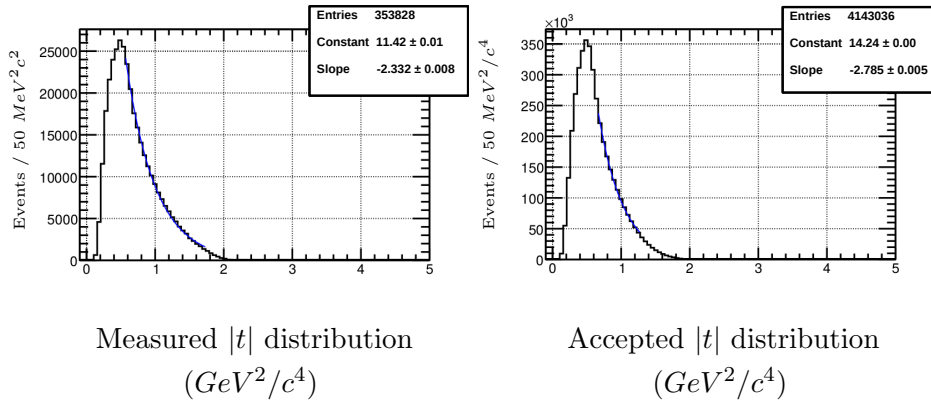 Entries 353828
Constant 11.42 ± 0.01
Slope -2.332 ± 0.008
Events / 50 MeV²c²
25000
20000
15000
10000
5000
0
0 1 2 3 4 5
Measured |t| distribution
(GeV²/c⁴)
Entries 4143036
Constant 14.24 ± 0.00
Slope -2.785 ± 0.005
×10³
Events / 50 MeV²/c⁴
350
300
250
200
150
100
50
0
0 1 2 3 4 5
Accepted |t| distribution
(GeV²/c⁴)